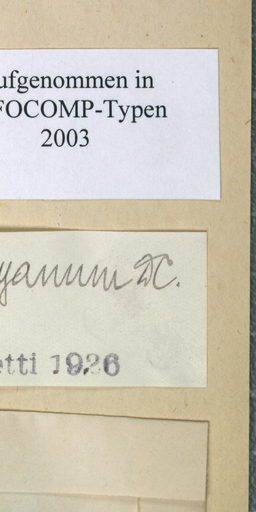 ufgenommen in
FOCOMP-Typen
2003
yanum DC.
etti 1926